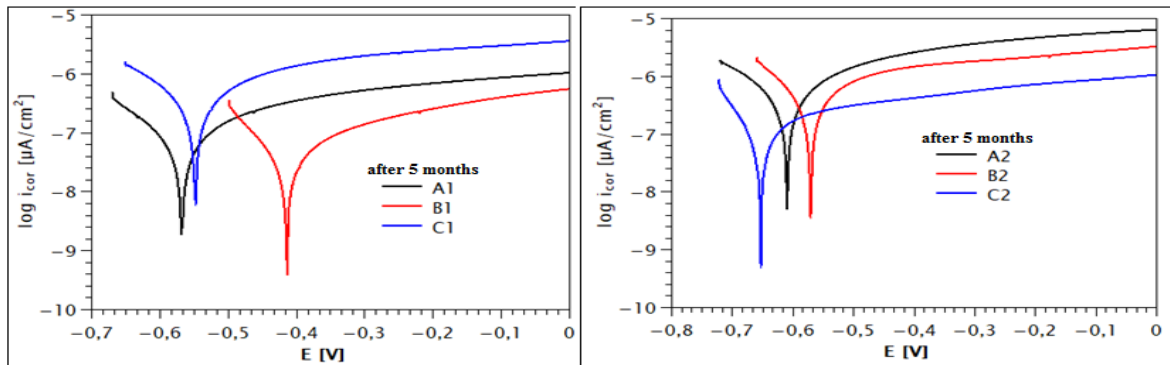 −5
−6
−7
−8
−9
−10
log i cor [µA/cm²]
after 5 months
A1
B1
C1
−0,7 −0,6 −0,5 −0,4 −0,3 −0,2 −0,1 0
E [V]
−5
−6
−7
−8
−9
−10
log i cor [µA/cm²]
after 5 months
A2
B2
C2
−0,8 −0,7 −0,6 −0,5 −0,4 −0,3 −0,2 −0,1 0
E [V]